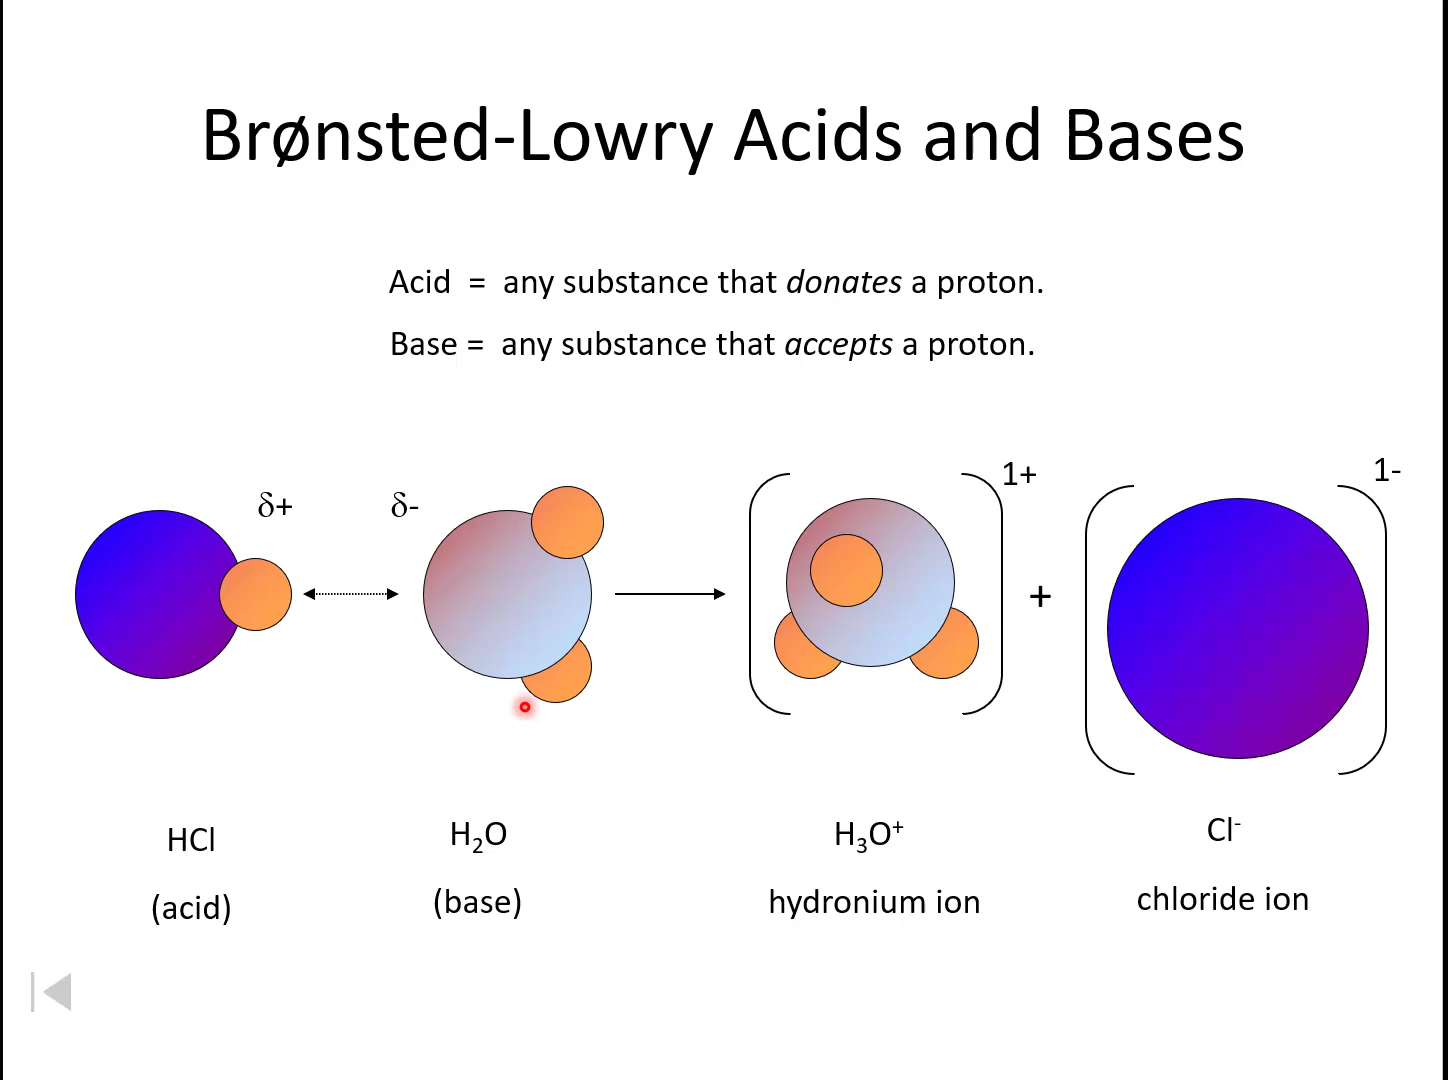 Brønsted-Lowry Acids and Bases
Acid = any substance that donates a proton.
Base = any substance that accepts a proton.
δ+ δ- 1+ 1-
+
HCl H₂O H₃O⁺ Cl⁻
(acid) (base) hydronium ion chloride ion